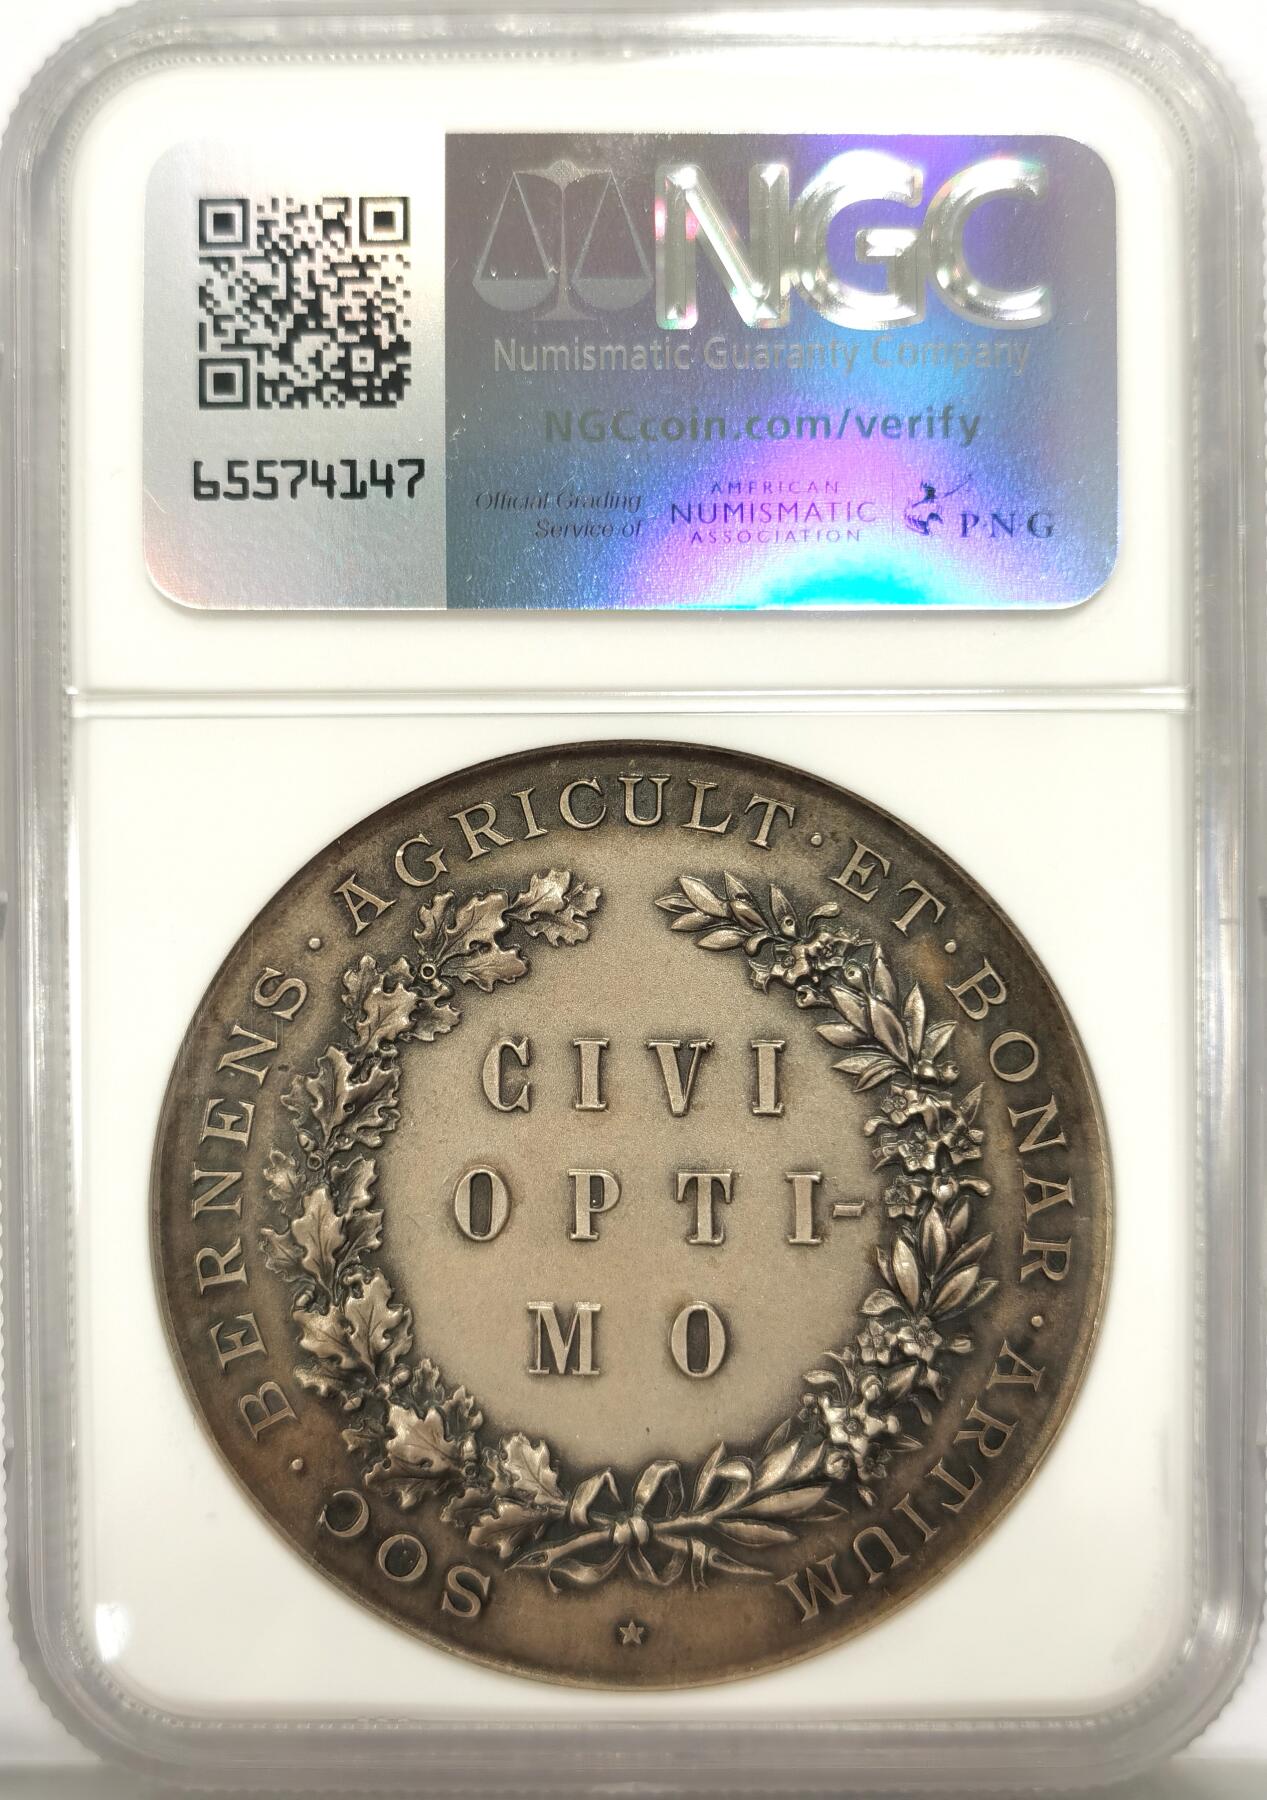 NGC
Numismatic Guaranty Company
NGCcoin.com/verify
65574147
Official Grading
Service of
AMERICAN
NUMISMATIC
ASSOCIATION
P·N·G
SOC · BERNENS · AGRICULT · ET · BONAR · ARTIUM
CIVI
OPTI-
MO